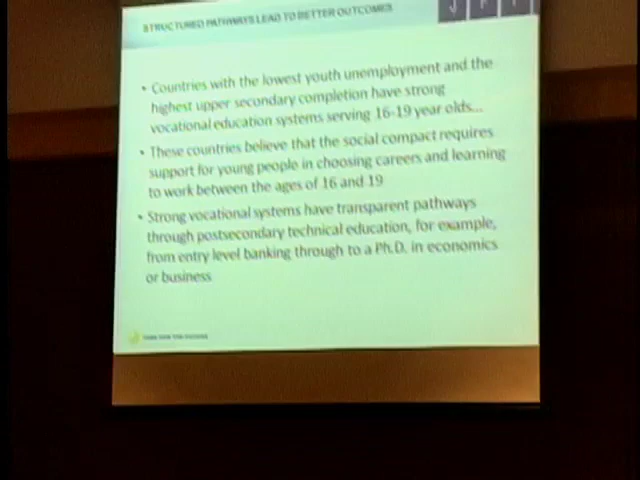 STRUCTURED PATHWAYS LEAD TO BETTER OUTCOMES
J F F
• Countries with the lowest youth unemployment and the
highest upper secondary completion have strong
vocational education systems serving 16-19 year olds...
• These countries believe that the social compact requires
support for young people in choosing careers and learning
to work between the ages of 16 and 19
• Strong vocational systems have transparent pathways
through postsecondary technical education, for example,
from entry level banking through to a Ph.D. in economics
or business